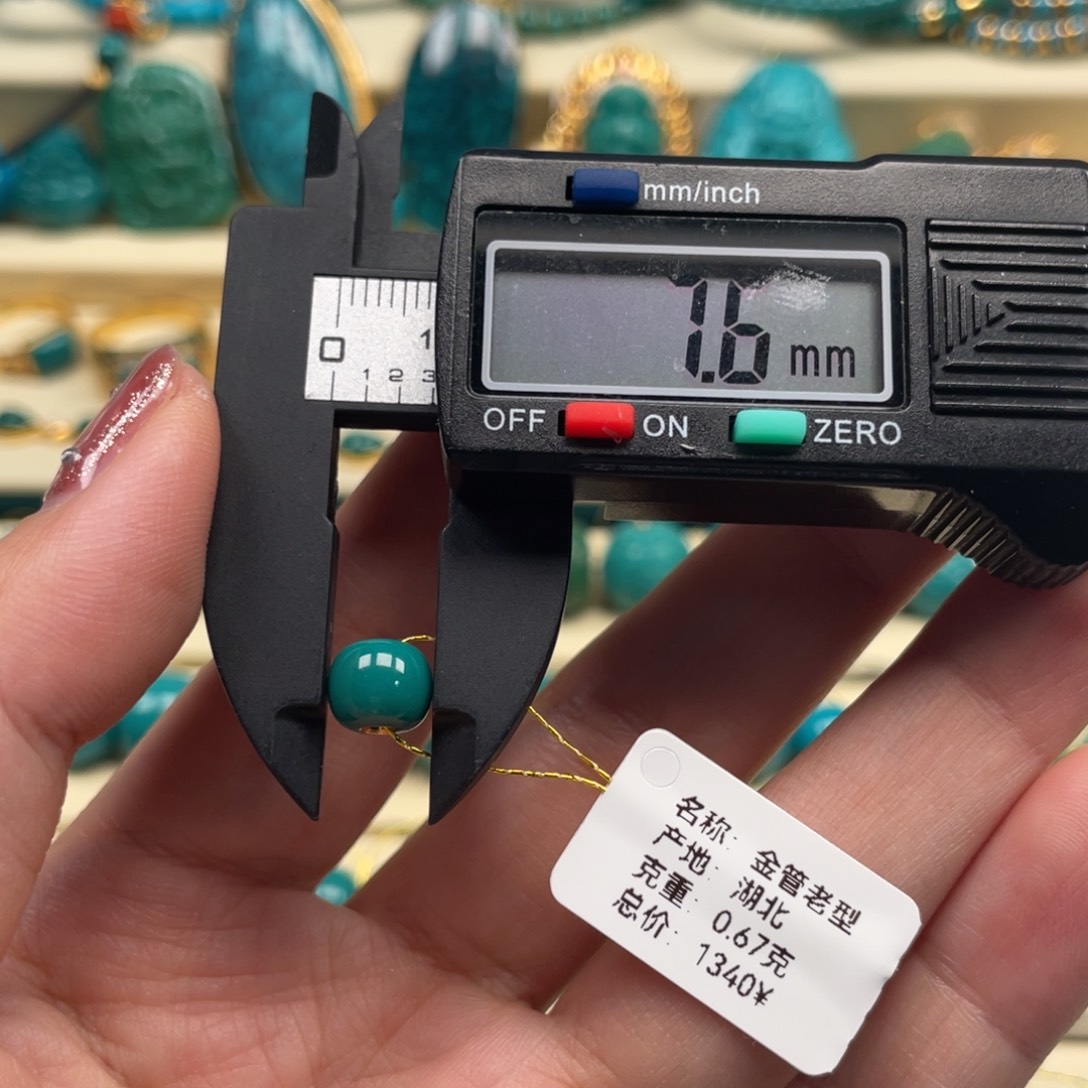 mm/inch
7.6 mm
0 1
1 2 3
OFF ON ZERO
名称: 金管老型
产地: 湖北
克重: 0.67克
总价: 1340¥